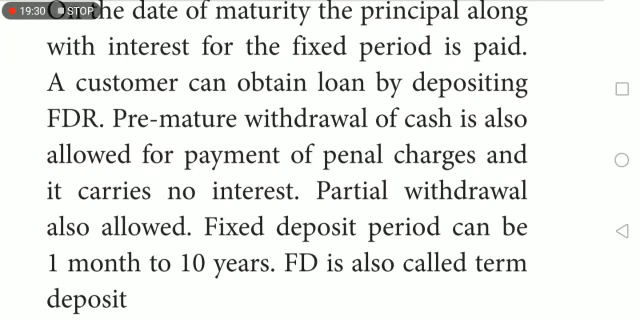 19:30 STOP
the date of maturity the principal along
with interest for the fixed period is paid.
A customer can obtain loan by depositing
FDR. Pre-mature withdrawal of cash is also
allowed for payment of penal charges and
it carries no interest. Partial withdrawal
also allowed. Fixed deposit period can be
1 month to 10 years. FD is also called term
deposit